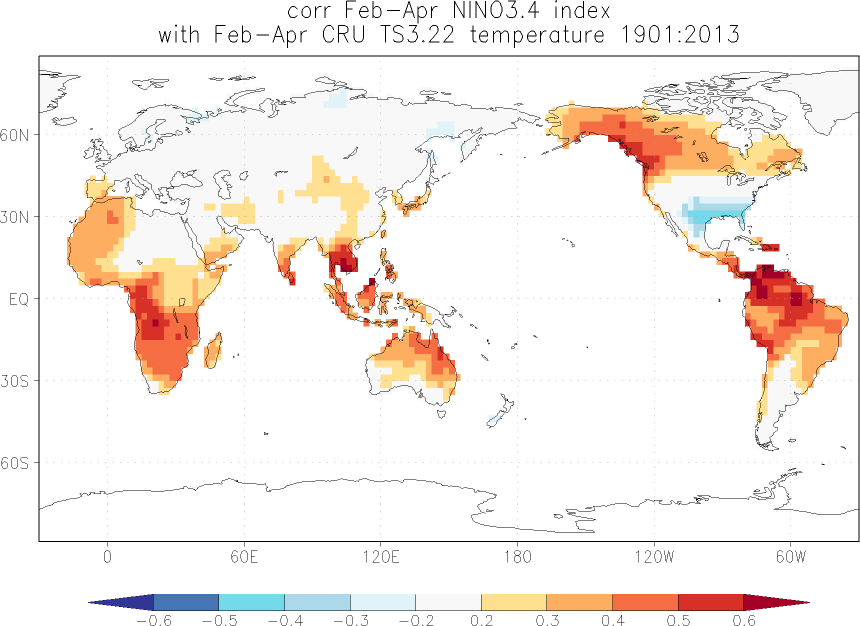 corr Feb-Apr NINO3.4 index
with Feb-Apr CRU TS3.22 temperature 1901:2013
60N
30N
EQ
30S
60S
0 60E 120E 180 120W 60W
-0.6 -0.5 -0.4 -0.3 -0.2 0.2 0.3 0.4 0.5 0.6